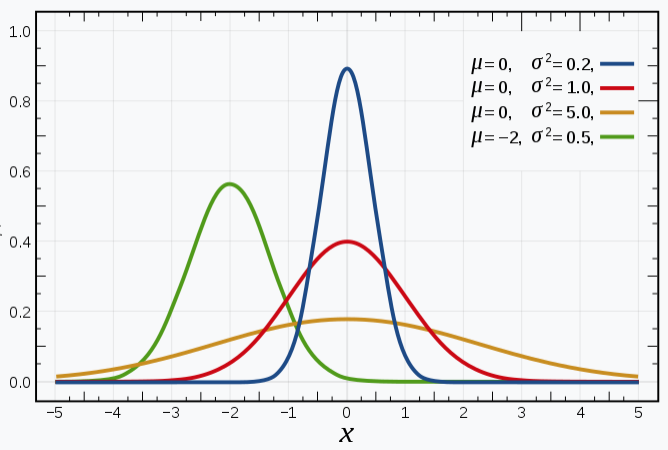 1.0
μ= 0, σ²= 0.2,
μ= 0, σ²= 1.0,
0.8
μ= 0, σ²= 5.0,
μ= −2, σ²= 0.5,
0.6
0.4
0.2
0.0
−5 −4 −3 −2 −1 0 1 2 3 4 5
x